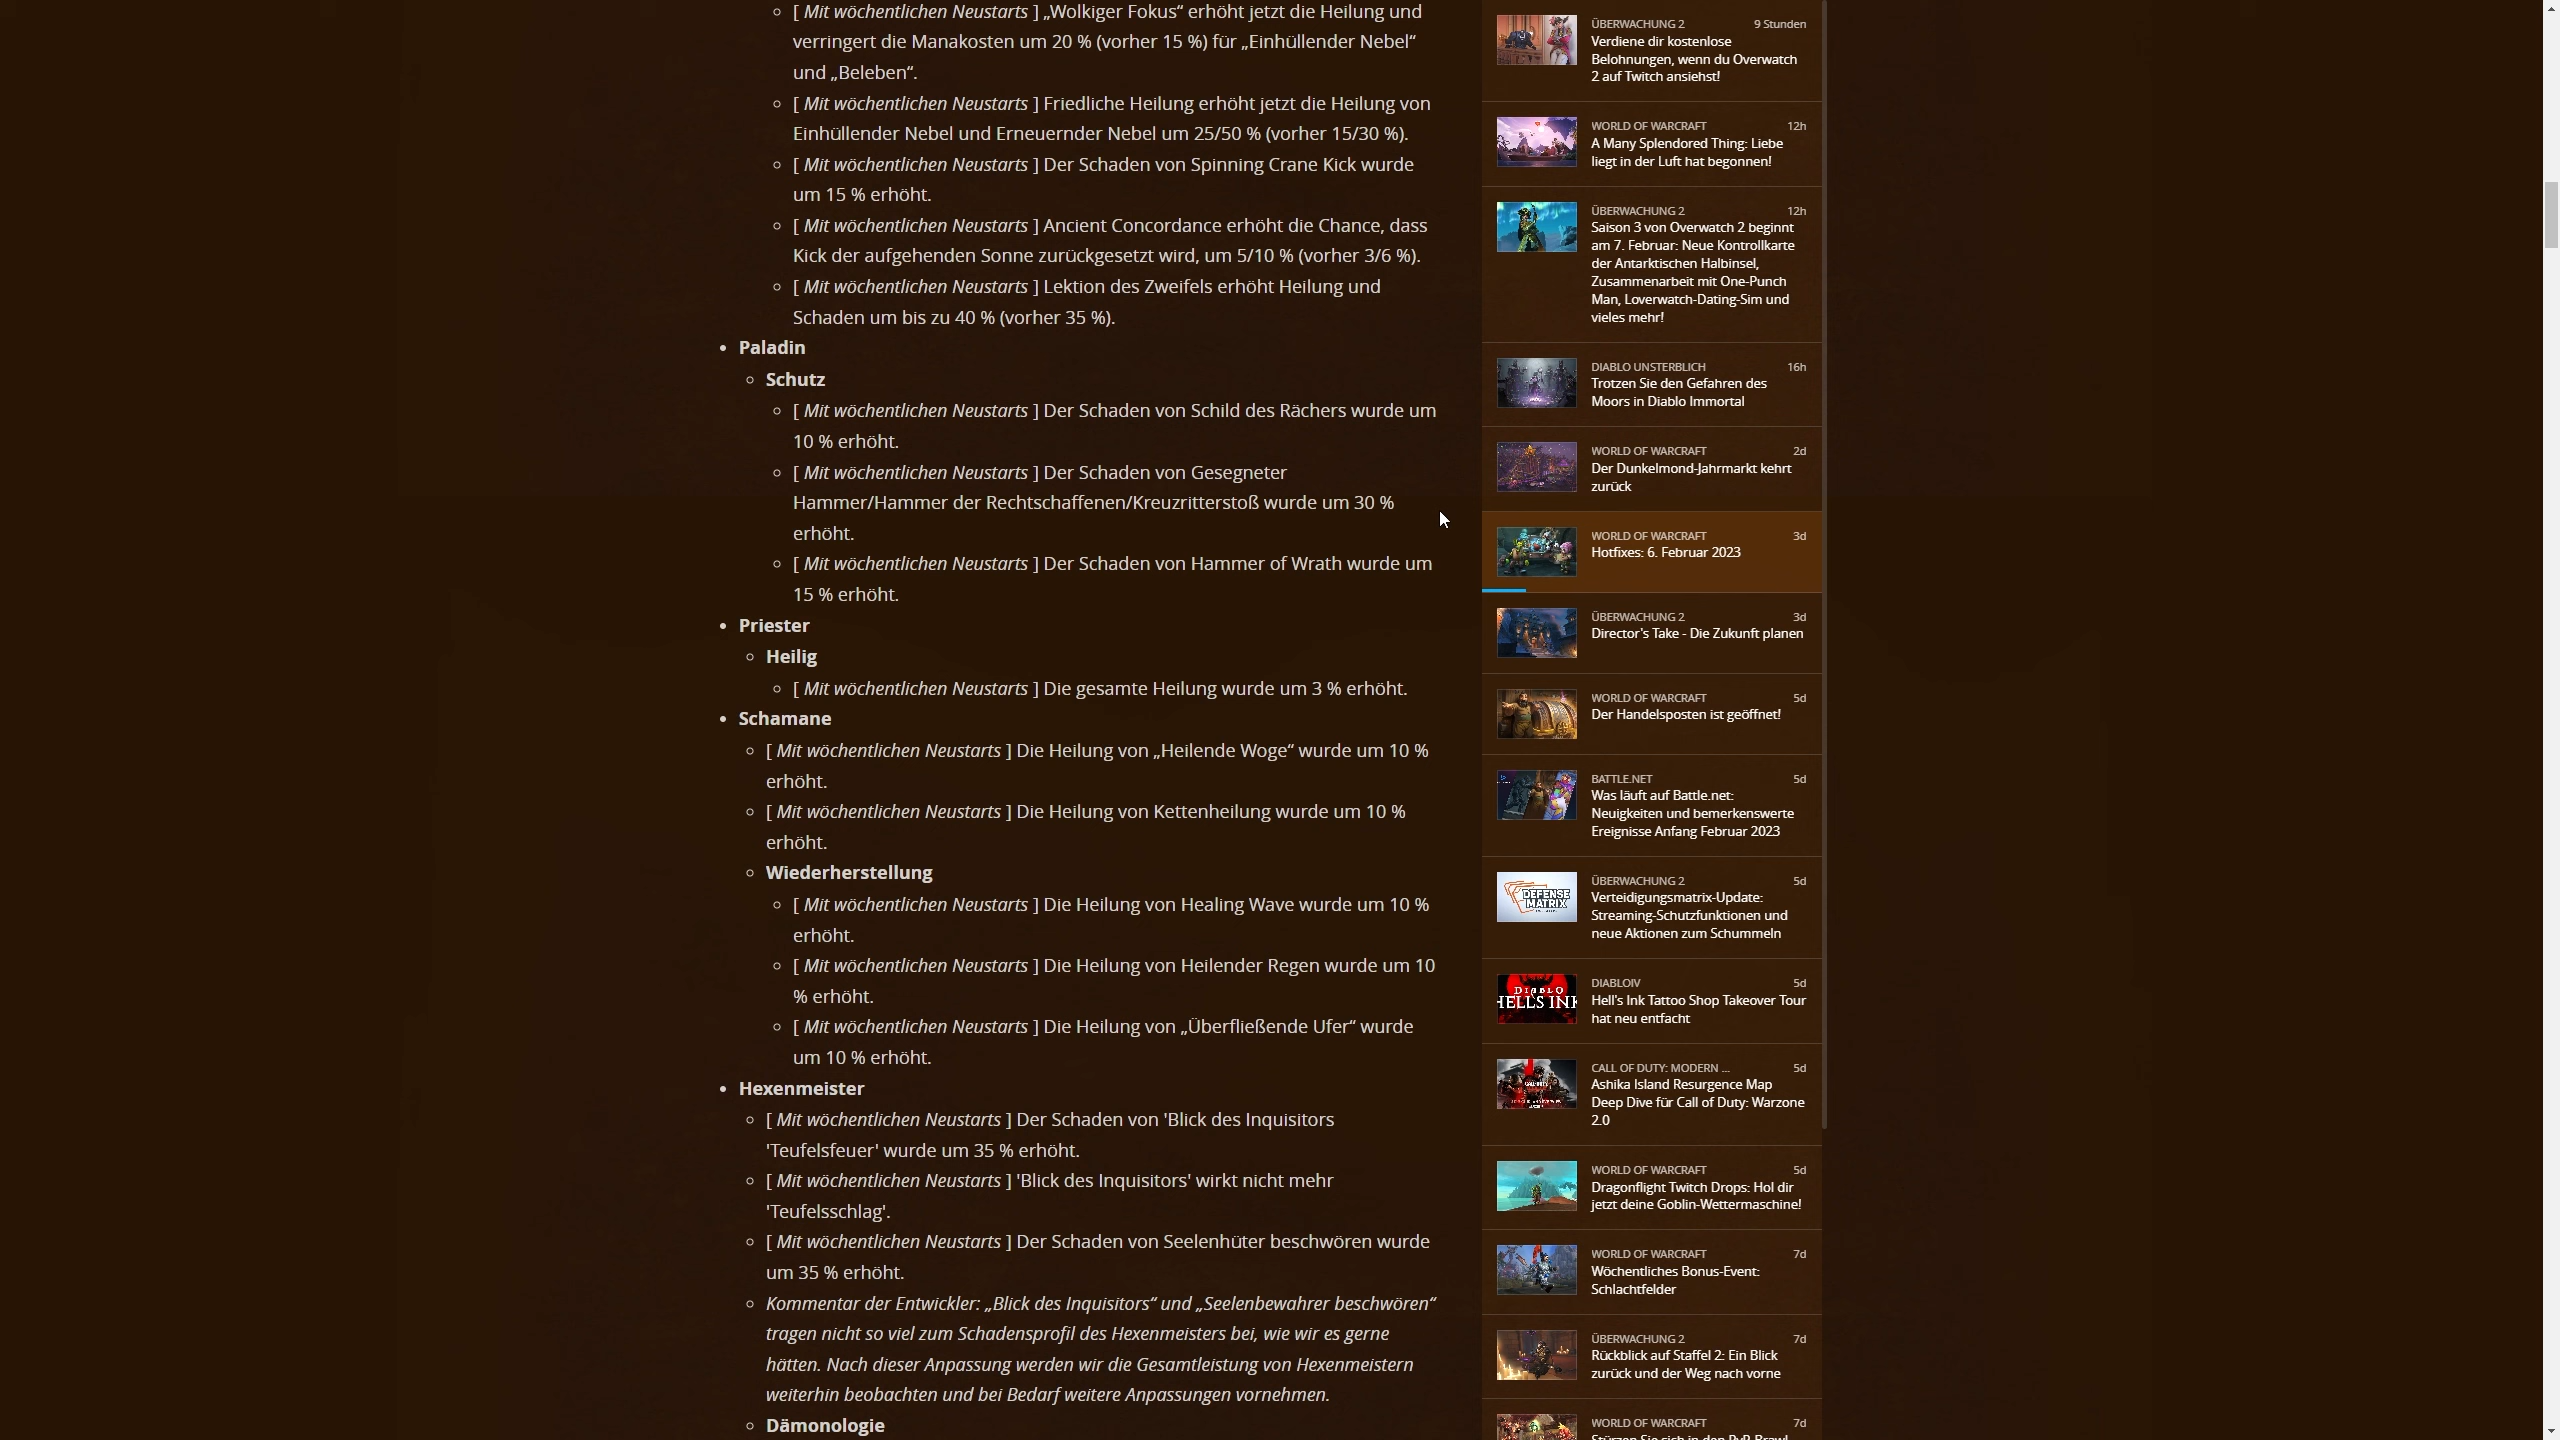 [ Mit wöchentlichen Neustarts ] „Wolkiger Fokus“ erhöht jetzt die Heilung und
verringert die Manakosten um 20 % (vorher 15 %) für „Einhüllender Nebel“
und „Beleben“.
[ Mit wöchentlichen Neustarts ] Friedliche Heilung erhöht jetzt die Heilung von
Einhüllender Nebel und Erneuernder Nebel um 25/50 % (vorher 15/30 %).
[ Mit wöchentlichen Neustarts ] Der Schaden von Spinning Crane Kick wurde
um 15 % erhöht.
[ Mit wöchentlichen Neustarts ] Ancient Concordance erhöht die Chance, dass
Kick der aufgehenden Sonne zurückgesetzt wird, um 5/10 % (vorher 3/6 %).
[ Mit wöchentlichen Neustarts ] Lektion des Zweifels erhöht Heilung und
Schaden um bis zu 40 % (vorher 35 %).
Paladin
Schutz
[ Mit wöchentlichen Neustarts ] Der Schaden von Schild des Rächers wurde um
10 % erhöht.
[ Mit wöchentlichen Neustarts ] Der Schaden von Gesegneter
Hammer/Hammer der Rechtschaffenen/Kreuzritterstoß wurde um 30 %
erhöht.
[ Mit wöchentlichen Neustarts ] Der Schaden von Hammer of Wrath wurde um
15 % erhöht.
Priester
Heilig
[ Mit wöchentlichen Neustarts ] Die gesamte Heilung wurde um 3 % erhöht.
Schamane
[ Mit wöchentlichen Neustarts ] Die Heilung von „Heilende Woge“ wurde um 10 %
erhöht.
[ Mit wöchentlichen Neustarts ] Die Heilung von Kettenheilung wurde um 10 %
erhöht.
Wiederherstellung
[ Mit wöchentlichen Neustarts ] Die Heilung von Healing Wave wurde um 10 %
erhöht.
[ Mit wöchentlichen Neustarts ] Die Heilung von Heilender Regen wurde um 10
% erhöht.
[ Mit wöchentlichen Neustarts ] Die Heilung von „Überfließende Ufer“ wurde
um 10 % erhöht.
Hexenmeister
[ Mit wöchentlichen Neustarts ] Der Schaden von 'Blick des Inquisitors
'Teufelsfeuer' wurde um 35 % erhöht.
[ Mit wöchentlichen Neustarts ] 'Blick des Inquisitors' wirkt nicht mehr
'Teufelsschlag'.
[ Mit wöchentlichen Neustarts ] Der Schaden von Seelenhüter beschwören wurde
um 35 % erhöht.
Kommentar der Entwickler: „Blick des Inquisitors“ und „Seelenbewahrer beschwören“
tragen nicht so viel zum Schadensprofil des Hexenmeisters bei, wie wir es gerne
hätten. Nach dieser Anpassung werden wir die Gesamtleistung von Hexenmeistern
weiterhin beobachten und bei Bedarf weitere Anpassungen vornehmen.
Dämonologie
ÜBERWACHUNG 2 9 Stunden
Verdiene dir kostenlose
Belohnungen, wenn du Overwatch
2 auf Twitch ansiehst!
WORLD OF WARCRAFT 12h
A Many Splendored Thing: Liebe
liegt in der Luft hat begonnen!
ÜBERWACHUNG 2 12h
Saison 3 von Overwatch 2 beginnt
am 7. Februar: Neue Kontrollkarte
der Antarktischen Halbinsel,
Zusammenarbeit mit One-Punch
Man, Loverwatch-Dating-Sim und
vieles mehr!
DIABLO UNSTERBLICH 16h
Trotzen Sie den Gefahren des
Moors in Diablo Immortal
WORLD OF WARCRAFT 2d
Der Dunkelmond-Jahrmarkt kehrt
zurück
WORLD OF WARCRAFT 3d
Hotfixes: 6. Februar 2023
ÜBERWACHUNG 2 3d
Director's Take - Die Zukunft planen
WORLD OF WARCRAFT 5d
Der Handelsposten ist geöffnet!
BATTLE.NET 5d
Was läuft auf Battle.net:
Neuigkeiten und bemerkenswerte
Ereignisse Anfang Februar 2023
DEFENSE
MATRIX
ÜBERWACHUNG 2 5d
Verteidigungsmatrix-Update:
Streaming-Schutzfunktionen und
neue Aktionen zum Schummeln
DIABLO
HELL'S INK
DIABLOIV 5d
Hell's Ink Tattoo Shop Takeover Tour
hat neu entfacht
CALL OF DUTY: MODERN ... 5d
Ashika Island Resurgence Map
Deep Dive für Call of Duty: Warzone
2.0
WORLD OF WARCRAFT 5d
Dragonflight Twitch Drops: Hol dir
jetzt deine Goblin-Wettermaschine!
WORLD OF WARCRAFT 7d
Wöchentliches Bonus-Event:
Schlachtfelder
ÜBERWACHUNG 2 7d
Rückblick auf Staffel 2: Ein Blick
zurück und der Weg nach vorne
WORLD OF WARCRAFT 7d
Stürzen Sie sich in den PvP-Brawl